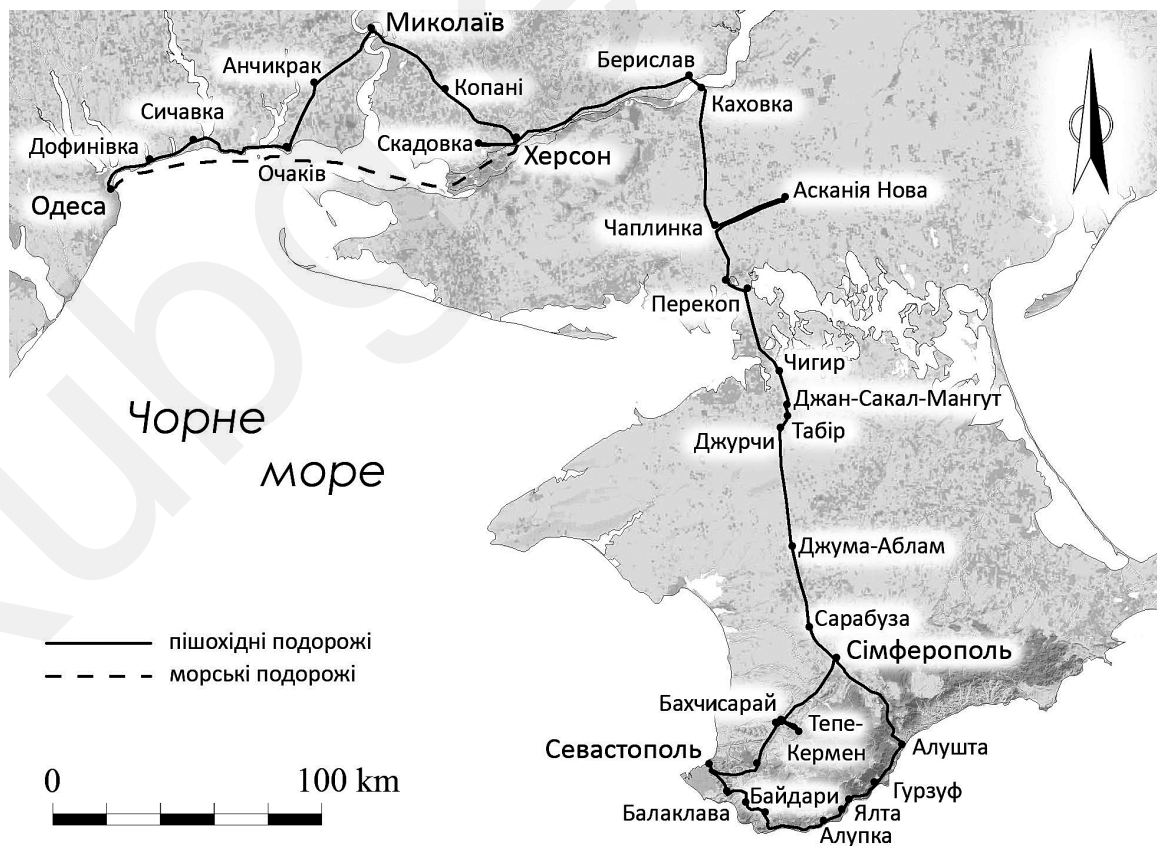 Миколаїв
Анчикрак
Берислав
Копані
Каховка
Сичавка
Скадовка
Дофинівка
Херсон
Очаків
Асканія Нова
Одеса
Чаплинка
Перекоп
Чигир
Джан-Сакал-Мангут
Чорне
море
Джурчи
Табір
Джума-Аблам
Сарабуза
пішохідні подорожі
Сімферополь
морські подорожі
Бахчисарай
Тепе-
Кермен
Севастополь
Алушта
0
100 km
Гурзуф
Байдари
Балаклава
Ялта
Алупка